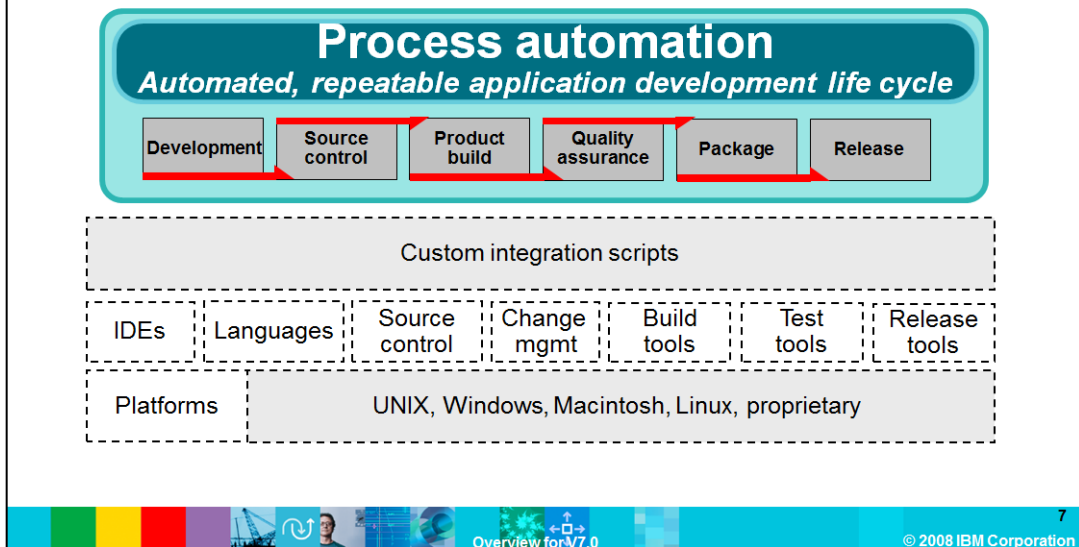 Process automation
Automated, repeatable application development life cycle
Development
Source
control
Product
build
Quality
assurance
Package
Release
Custom integration scripts
IDEs
Languages
Source
control
Change
mgmt
Build
tools
Test
tools
Release
tools
Platforms
UNIX, Windows, Macintosh, Linux, proprietary
7
Overview for V7.0
© 2008 IBM Corporation